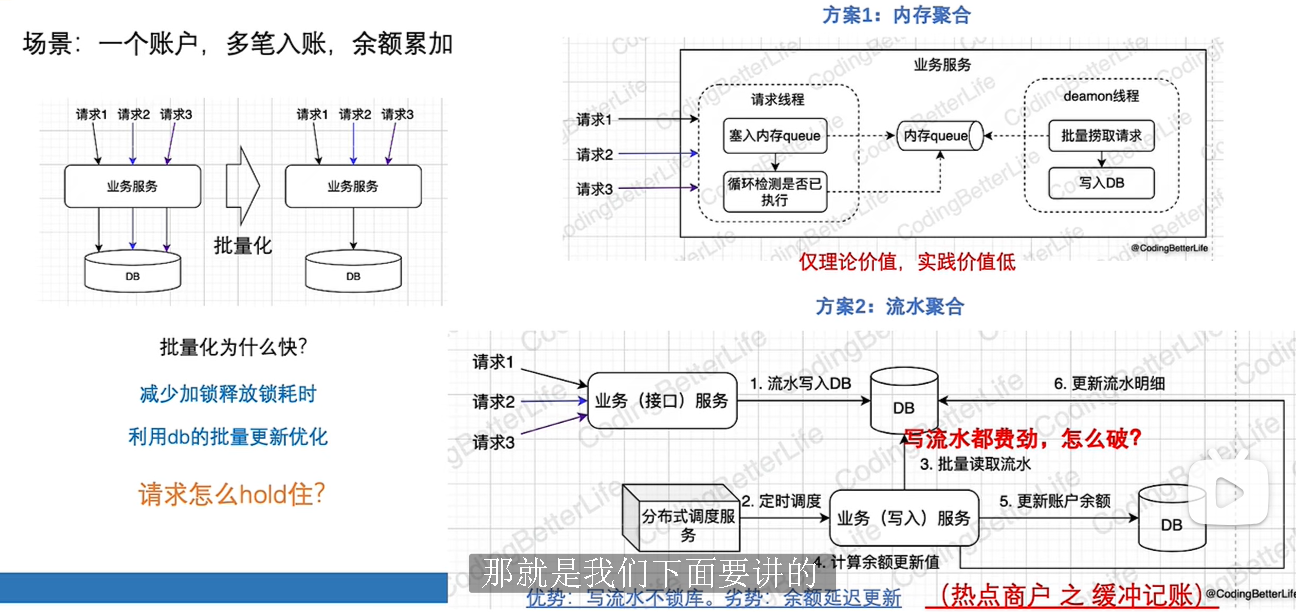 场景：一个账户，多笔入账，余额累加
请求1 请求2 请求3
业务服务
DB
批量化
请求1 请求2 请求3
业务服务
DB
批量化为什么快？
减少加锁释放锁耗时
利用db的批量更新优化
请求怎么hold住？
方案1：内存聚合
业务服务
请求1
请求2
请求3
请求线程
塞入内存queue
循环检测是否已
执行
内存queue
deamon线程
批量捞取请求
写入DB
@CodingBetterLife
仅理论价值，实践价值低
方案2：流水聚合
请求1
请求2
请求3
业务（接口）服务
1. 流水写入DB
DB
6. 更新流水明细
写流水都费劲，怎么破？
3. 批量读取流水
分布式调度服
务
2. 定时调度
业务（写入）服务
5. 更新账户余额
DB
4. 计算余额更新值
那就是我们下面要讲的
优势：写流水不锁库。劣势：余额延迟更新
（热点商户 之 缓冲记账）
@CodingBetterLife
CodingBetterLife